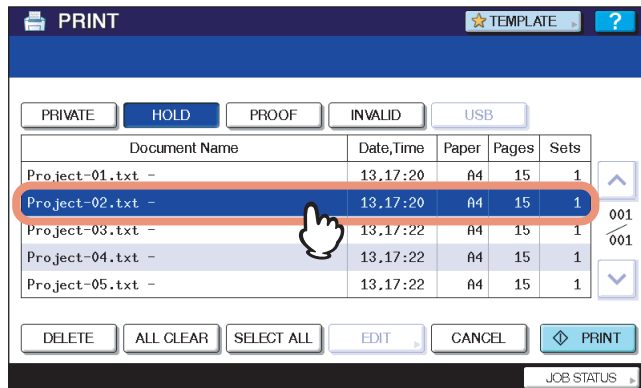 PRINT TEMPLATE ?
PRIVATE HOLD PROOF INVALID USB
Document Name Date,Time Paper Pages Sets
Project-01.txt - 13,17:20 A4 15 1
Project-02.txt - 13,17:20 A4 15 1
Project-03.txt - 13,17:22 A4 15 1
Project-04.txt - 13,17:22 A4 15 1
Project-05.txt - 13,17:22 A4 15 1
001
001
DELETE ALL CLEAR SELECT ALL EDIT CANCEL PRINT
JOB STATUS